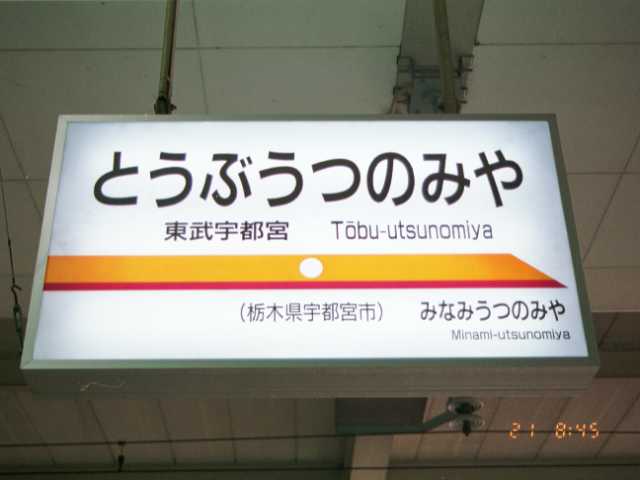 とうぶうつのみや
東武宇都宮 Tōbu-utsunomiya
(栃木県宇都宮市) みなみうつのみや
Minami-utsunomiya
21 8:45